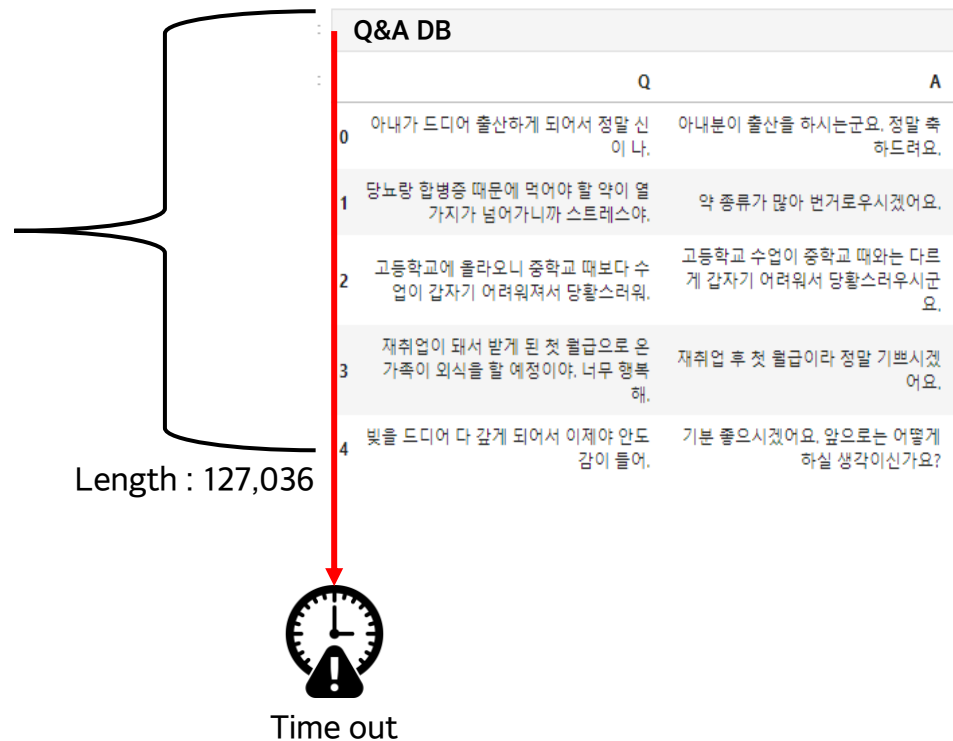 Q&A DB
Q A
0 아내가 드디어 출산하게 되어서 정말 신
이 나.
아내분이 출산을 하시는군요. 정말 축
하드려요.
1 당뇨랑 합병증 때문에 먹어야 할 약이 열
가지가 넘어가니까 스트레스야.
약 종류가 많아 번거로우시겠어요.
2 고등학교에 올라오니 중학교 때보다 수
업이 갑자기 어려워져서 당황스러워.
고등학교 수업이 중학교 때와는 다르
게 갑자기 어려워서 당황스러우시군
요.
3 재취업이 돼서 받게 된 첫 월급으로 온
가족이 외식을 할 예정이야. 너무 행복
해.
재취업 후 첫 월급이라 정말 기쁘시겠
어요.
4 빚을 드디어 다 갚게 되어서 이제야 안도
감이 들어.
기분 좋으시겠어요. 앞으로는 어떻게
하실 생각이신가요?
Length : 127,036
Time out